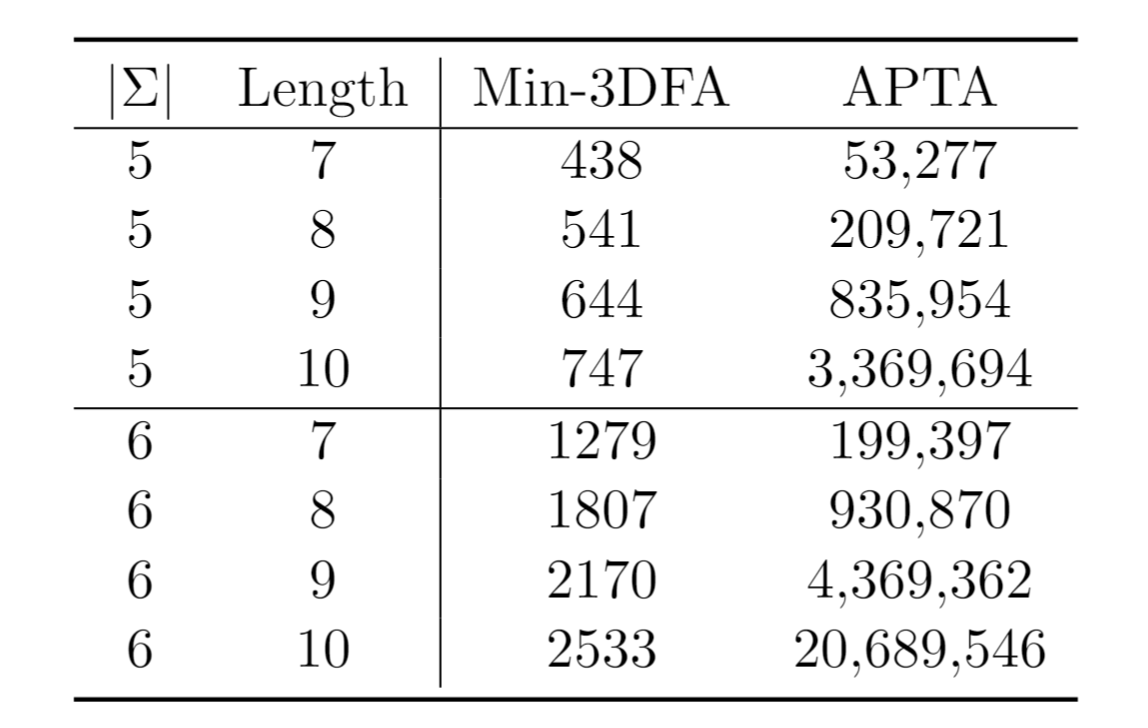 |Σ| Length Min-3DFA APTA
5 7 438 53,277
5 8 541 209,721
5 9 644 835,954
5 10 747 3,369,694
6 7 1279 199,397
6 8 1807 930,870
6 9 2170 4,369,362
6 10 2533 20,689,546